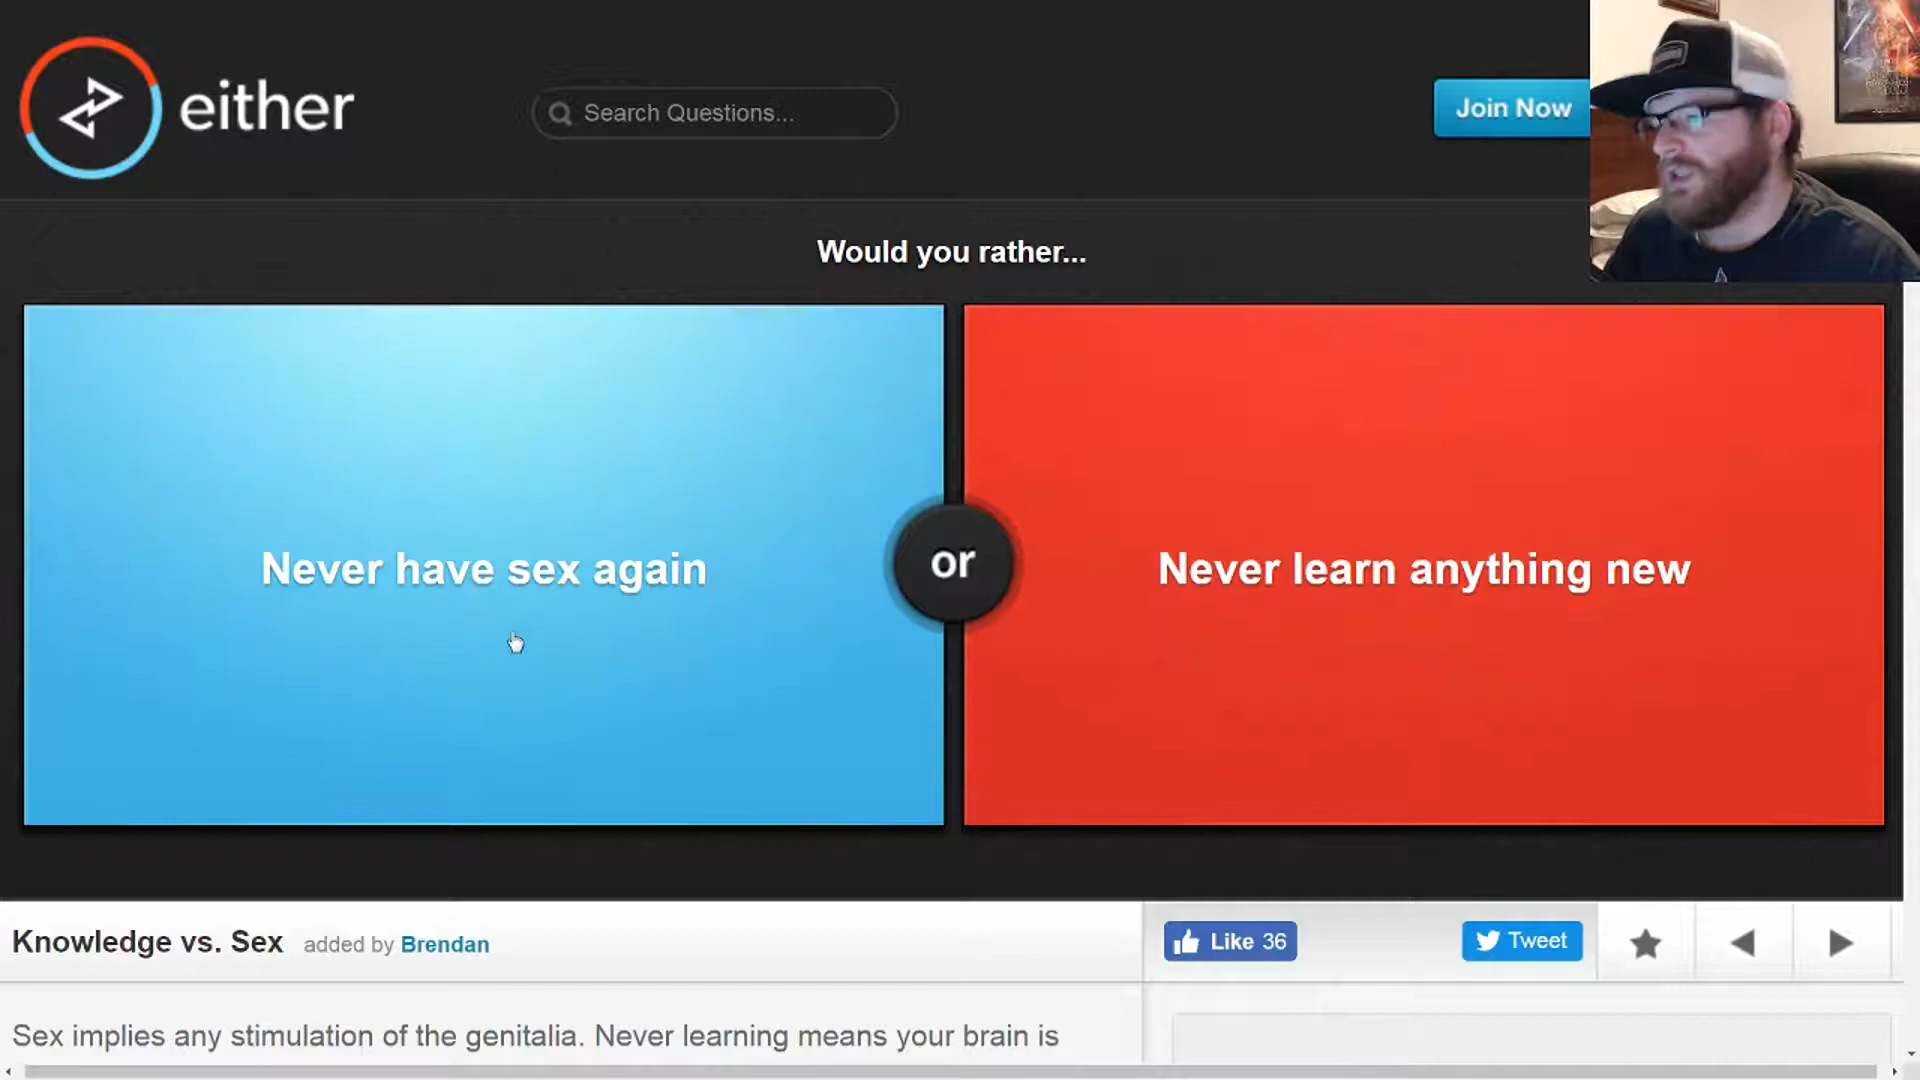 either
Search Questions...
Join Now
Would you rather...
Never have sex again
or
Never learn anything new
Knowledge vs. Sex added by Brendan
Like 36
Tweet
Sex implies any stimulation of the genitalia. Never learning means your brain is